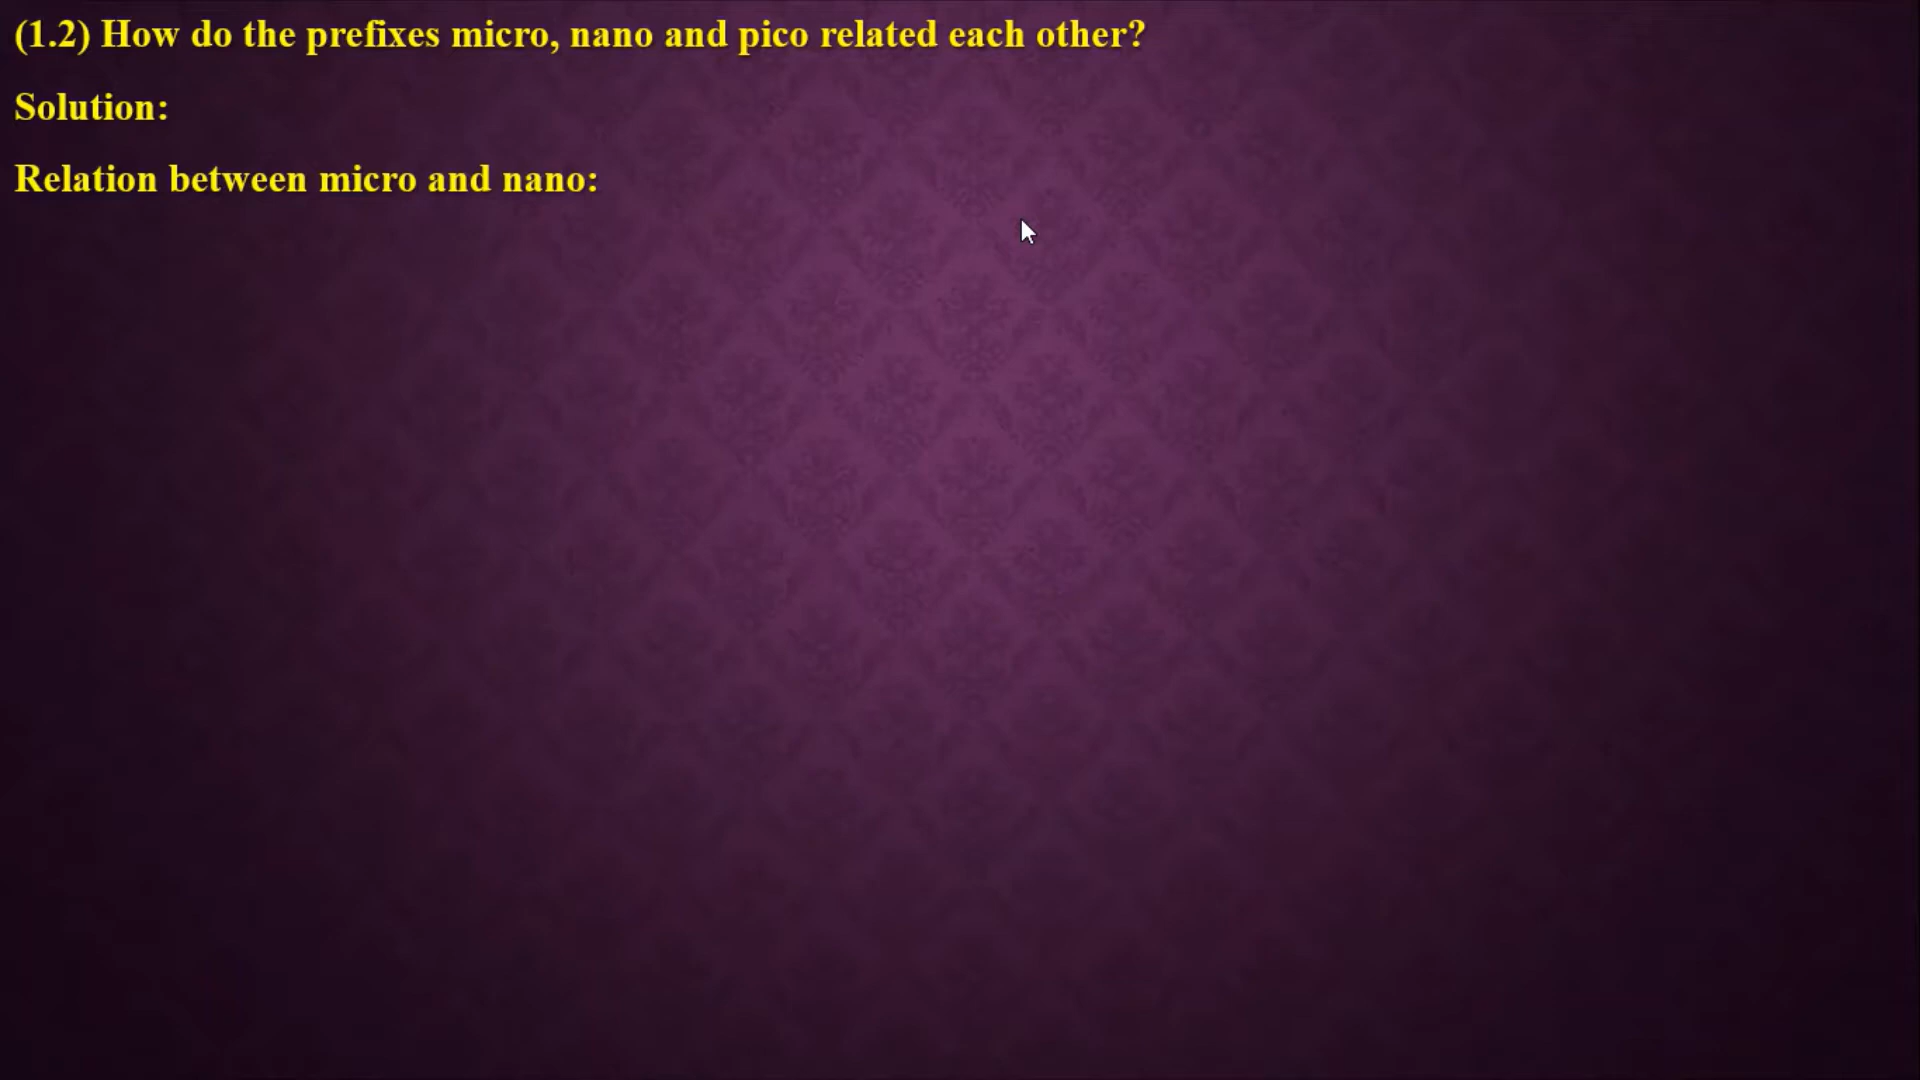 (1.2) How do the prefixes micro, nano and pico related each other?
Solution:
Relation between micro and nano: